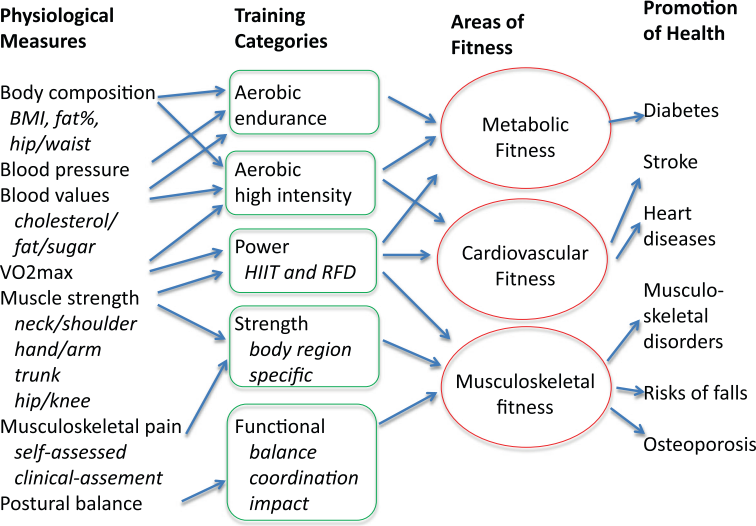 Physiological
Measures
Body composition
BMI, fat%,
hip/waist
Blood pressure
Blood values
cholesterol/
fat/sugar
VO2max
Muscle strength
neck/shoulder
hand/arm
trunk
hip/knee
Musculoskeletal pain
self-assessed
clinical-assement
Postural balance
Training
Categories
Aerobic
endurance
Aerobic
high intensity
Power
HIIT and RFD
Strength
body region
specific
Functional
balance
coordination
impact
Areas of
Fitness
Metabolic
Fitness
Cardiovascular
Fitness
Musculoskeletal
fitness
Promotion
of Health
Diabetes
Stroke
Heart
diseases
Musculo-
skeletal
disorders
Risks of falls
Osteoporosis